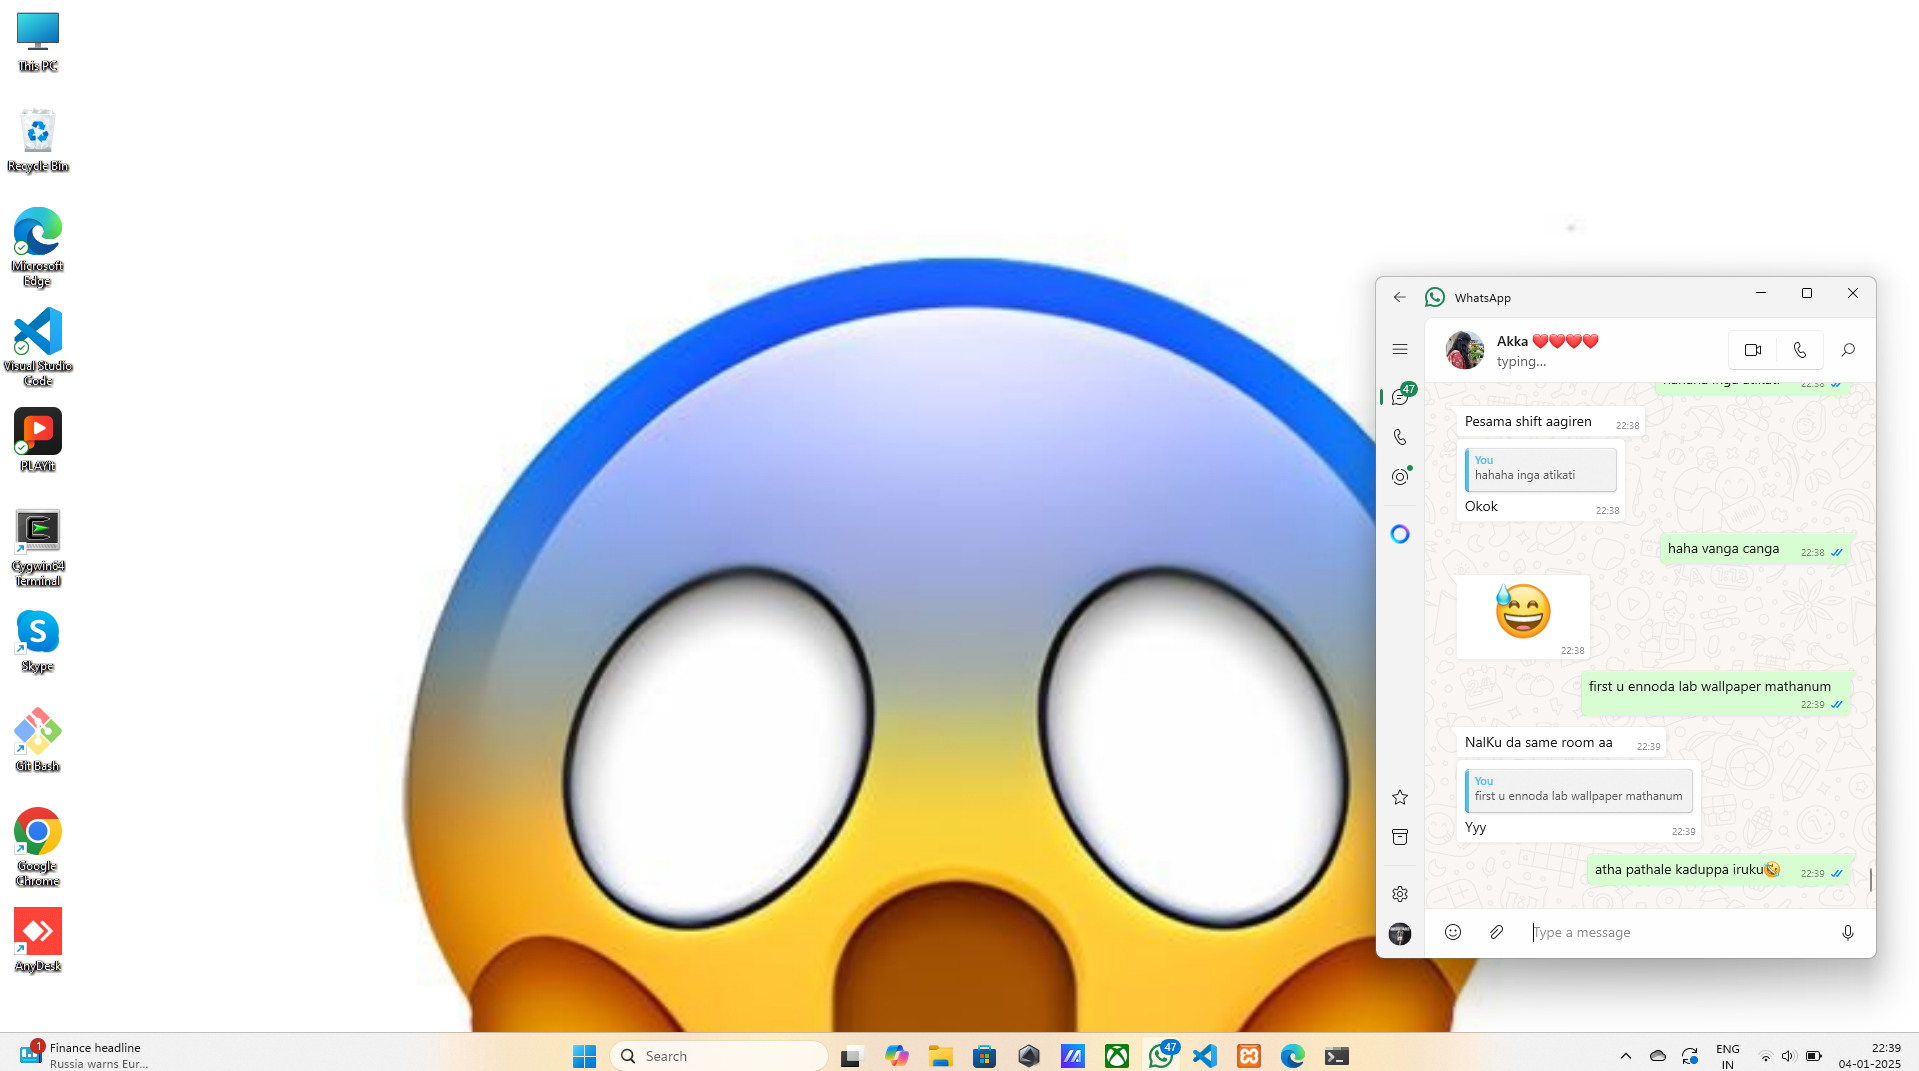 This PC
Recycle Bin
Microsoft
Edge
Visual Studio
Code
PLAYit
Cygwin64
Terminal
Skype
Git Bash
Google
Chrome
AnyDesk
WhatsApp
Akka ❤️❤️❤️❤️
typing...
47
22:38
Pesama shift aagiren 22:38
You
hahaha inga atikati
Okok 22:38
haha vanga canga 22:38
😅
22:38
first u ennoda lab wallpaper mathanum
22:39
NalKu da same room aa 22:39
You
first u ennoda lab wallpaper mathanum
Yyy 22:39
atha pathale kaduppa iruku🤣 22:39
Type a message
1
Finance headline
Russia warns Eur...
Search
47
ENG
IN
22:39
04-01-2025